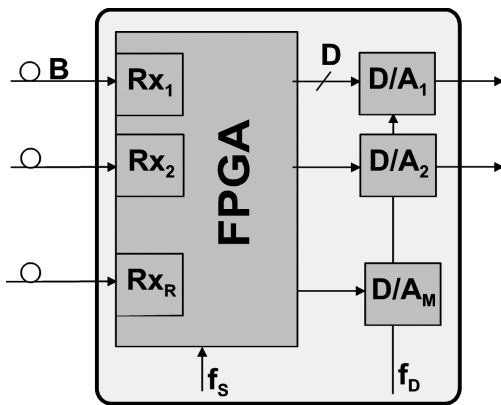 B
Rx1
Rx2
RxR
FPGA
D
D/A1
D/A2
D/AM
fS
fD